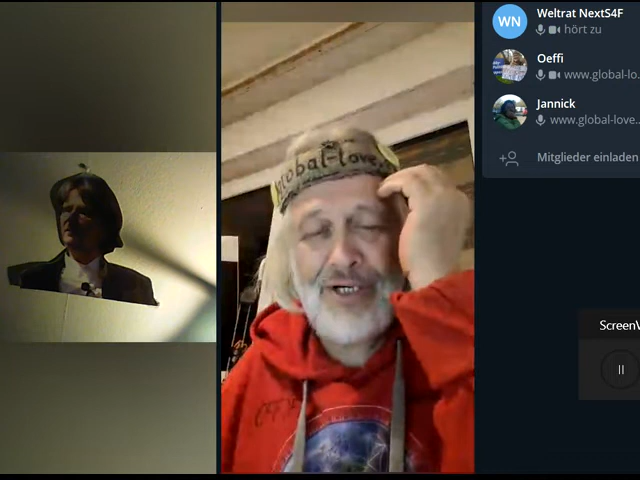 global-love.
Weltrat NextS4F
WN
hört zu
Oeffi
www.global-lo.
Jannick
www.global-love..
Mitglieder einladen
ScreenV